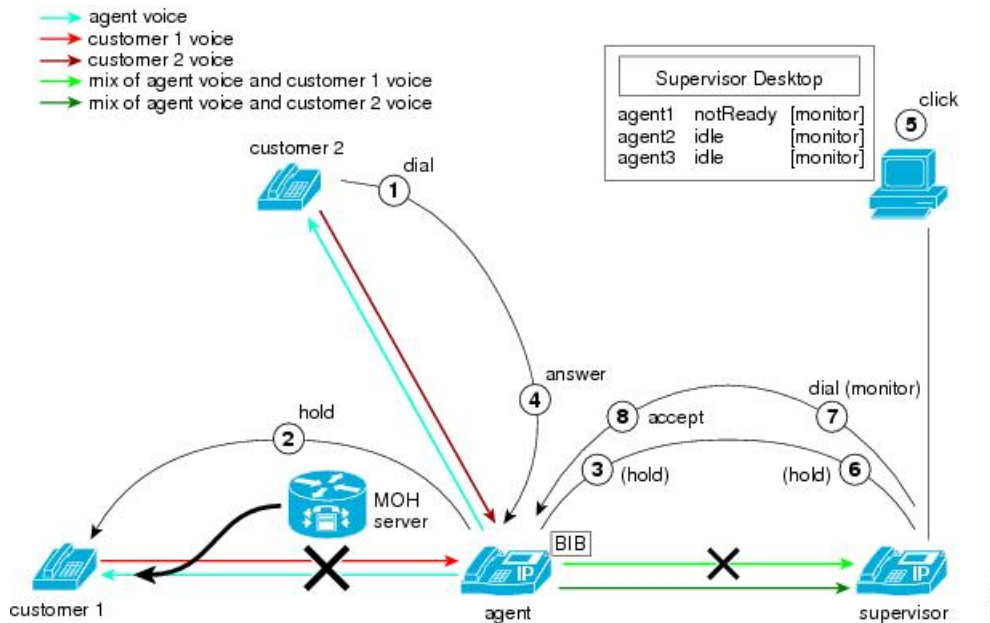 agent voice
customer 1 voice
customer 2 voice
mix of agent voice and customer 1 voice
mix of agent voice and customer 2 voice
Supervisor Desktop
agent1 notReady [monitor]
agent2 idle [monitor]
agent3 idle [monitor]
click
5
customer 2
dial
1
answer
4
dial (monitor)
8
accept
7
hold
2
3
(hold)
(hold)
6
MOH
server
BIB
IP
IP
customer 1
agent
supervisor